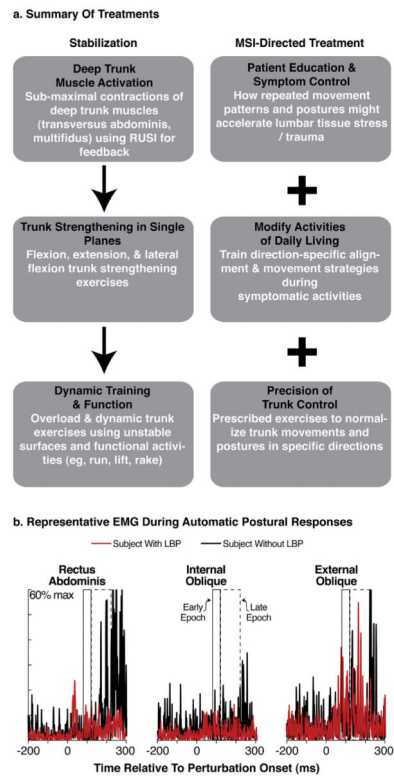 a. Summary Of Treatments
Stabilization
Deep Trunk
Muscle Activation
Sub-maximal contractions of
deep trunk muscles
(transversus abdominis,
multifidus) using RUSI for
feedback
Trunk Strengthening in Single
Planes
Flexion, extension, & lateral
flexion trunk strengthening
exercises
Dynamic Training
& Function
Overload & dynamic trunk
exercises using unstable
surfaces and functional activi-
ties (eg, run, lift, rake)
MSI-Directed Treatment
Patient Education &
Symptom Control
How repeated movement
patterns and postures might
accelerate lumbar tissue stress
/ trauma
+
Modify Activities
of Daily Living
Train direction-specific align-
ment & movement strategies
during
symptomatic activities
+
Precision of
Trunk Control
Prescribed exercises to normal-
ize trunk movements and
postures in specific directions
b. Representative EMG During Automatic Postural Responses
Subject With LBP
Subject Without LBP
Rectus
Abdominis
60% max
-200 0 300
Internal
Oblique
Early
Epoch
Late
Epoch
-200 0 300
External
Oblique
-200 0 300
Time Relative To Perturbation Onset (ms)